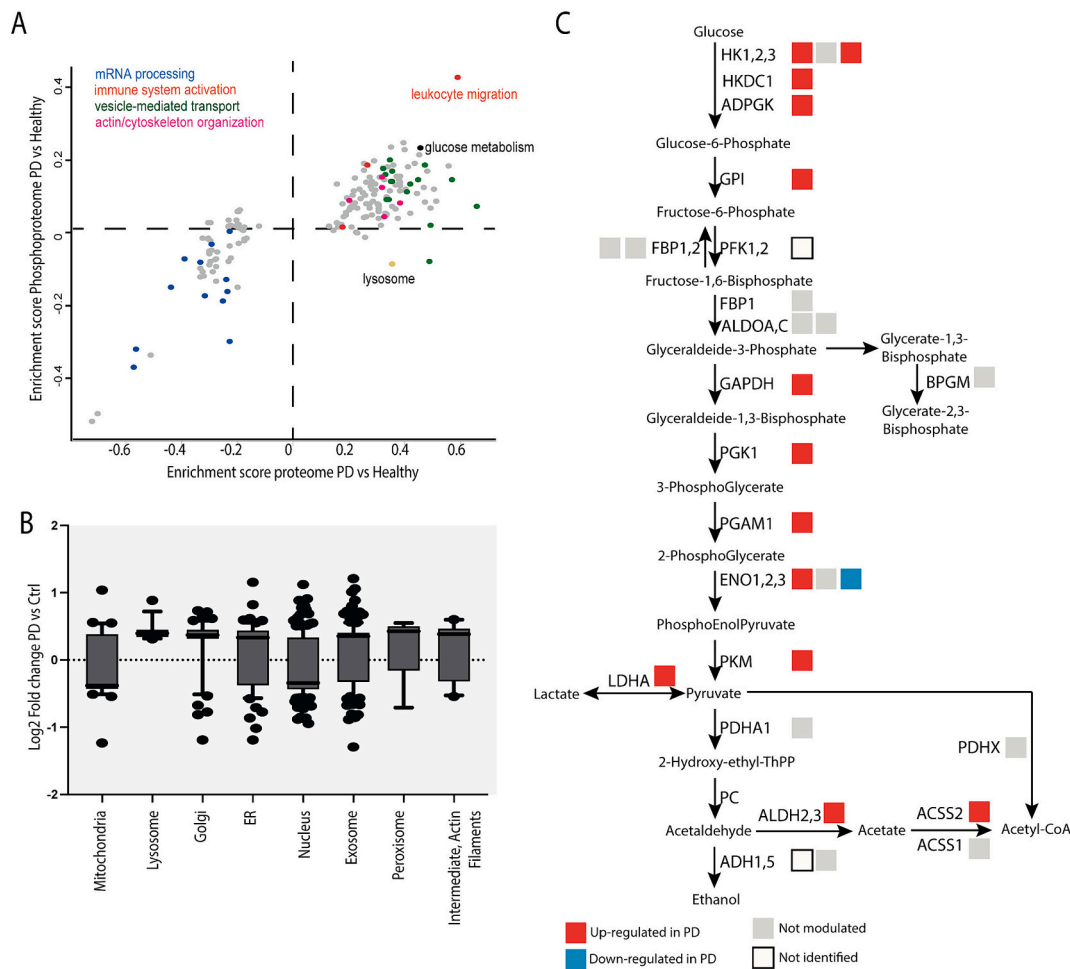 A
mRNA processing
immune system activation
vesicle-mediated transport
actin/cytoskeleton organization
leukocyte migration
glucose metabolism
lysosome
0.4
0.2
0
-0.2
-0.4
Enrichment score Phosphoproteome PD vs Healthy
-0.6
-0.4
-0.2
0
0.2
0.4
0.6
Enrichment score proteome PD vs Healthy
B
2
1
0
-1
-2
Log2 Fold change PD vs Ctrl
Mitochondria
Lysosome
Golgi
ER
Nucleus
Exosome
Peroxisome
Intermediate, Actin
Filaments
C
Glucose
HK1,2,3
HKDC1
ADPGK
Glucose-6-Phosphate
GPI
Fructose-6-Phosphate
FBP1,2
PFK1,2
Fructose-1,6-Bisphosphate
FBP1
ALDOA,C
Glyceraldeide-3-Phosphate
Glycerate-1,3-
Bisphosphate
BPGM
Glycerate-2,3-
Bisphosphate
GAPDH
Glyceraldeide-1,3-Bisphosphate
PGK1
3-PhosphoGlycerate
PGAM1
2-PhosphoGlycerate
ENO1,2,3
PhosphoEnolPyruvate
PKM
LDHA
Lactate
Pyruvate
PDHA1
PDHX
2-Hydroxy-ethyl-ThPP
PC
ALDH2,3
ACSS2
Acetaldehyde
Acetate
Acetyl-CoA
ACSS1
ADH1,5
Ethanol
Up-regulated in PD
Not modulated
Down-regulated in PD
Not identified